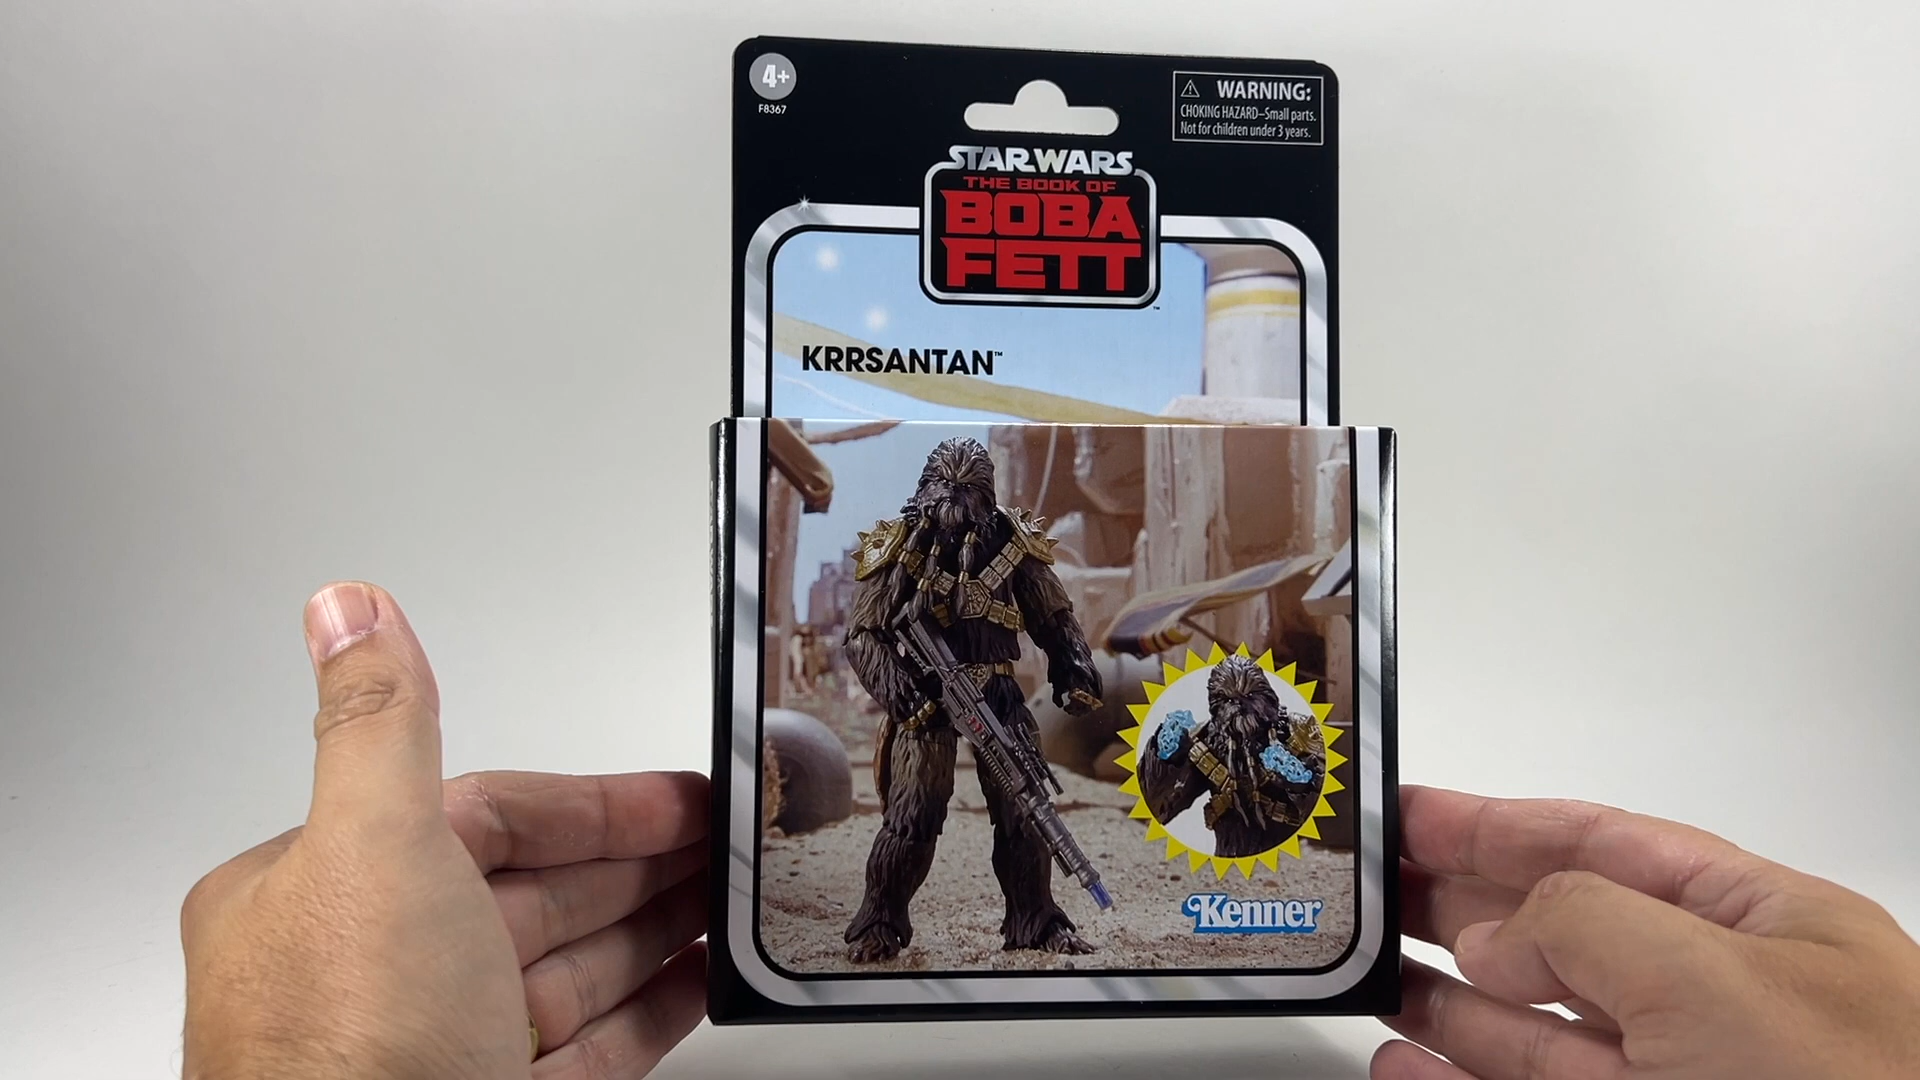 4+
F8367
⚠ WARNING:
CHOKING HAZARD–Small parts.
Not for children under 3 years.
STAR WARS
THE BOOK OF
BOBA
FETT™
KRRSANTAN™
Kenner